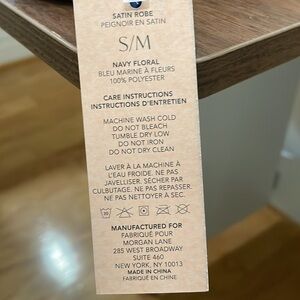 SATIN ROBE
PEIGNOIR EN SATIN
S/M
NAVY FLORAL
BLEU MARINE À FLEURS
100% POLYESTER
CARE INSTRUCTIONS
INSTRUCTIONS D'ENTRETIEN
MACHINE WASH COLD
DO NOT BLEACH
TUMBLE DRY LOW
DO NOT IRON
DO NOT DRY CLEAN
LAVER À LA MACHINE À
L'EAU FROIDE. NE PAS
JAVELLISER. SÉCHER PAR
CULBUTAGE. NE PAS REPASSER.
NE PAS NETTOYER À SEC.
30
MANUFACTURED FOR
FABRIQUÉ POUR
MORGAN LANE
285 WEST BROADWAY
SUITE 460
NEW YORK, NY 10013
MADE IN CHINA
FABRIQUÉ EN CHINE